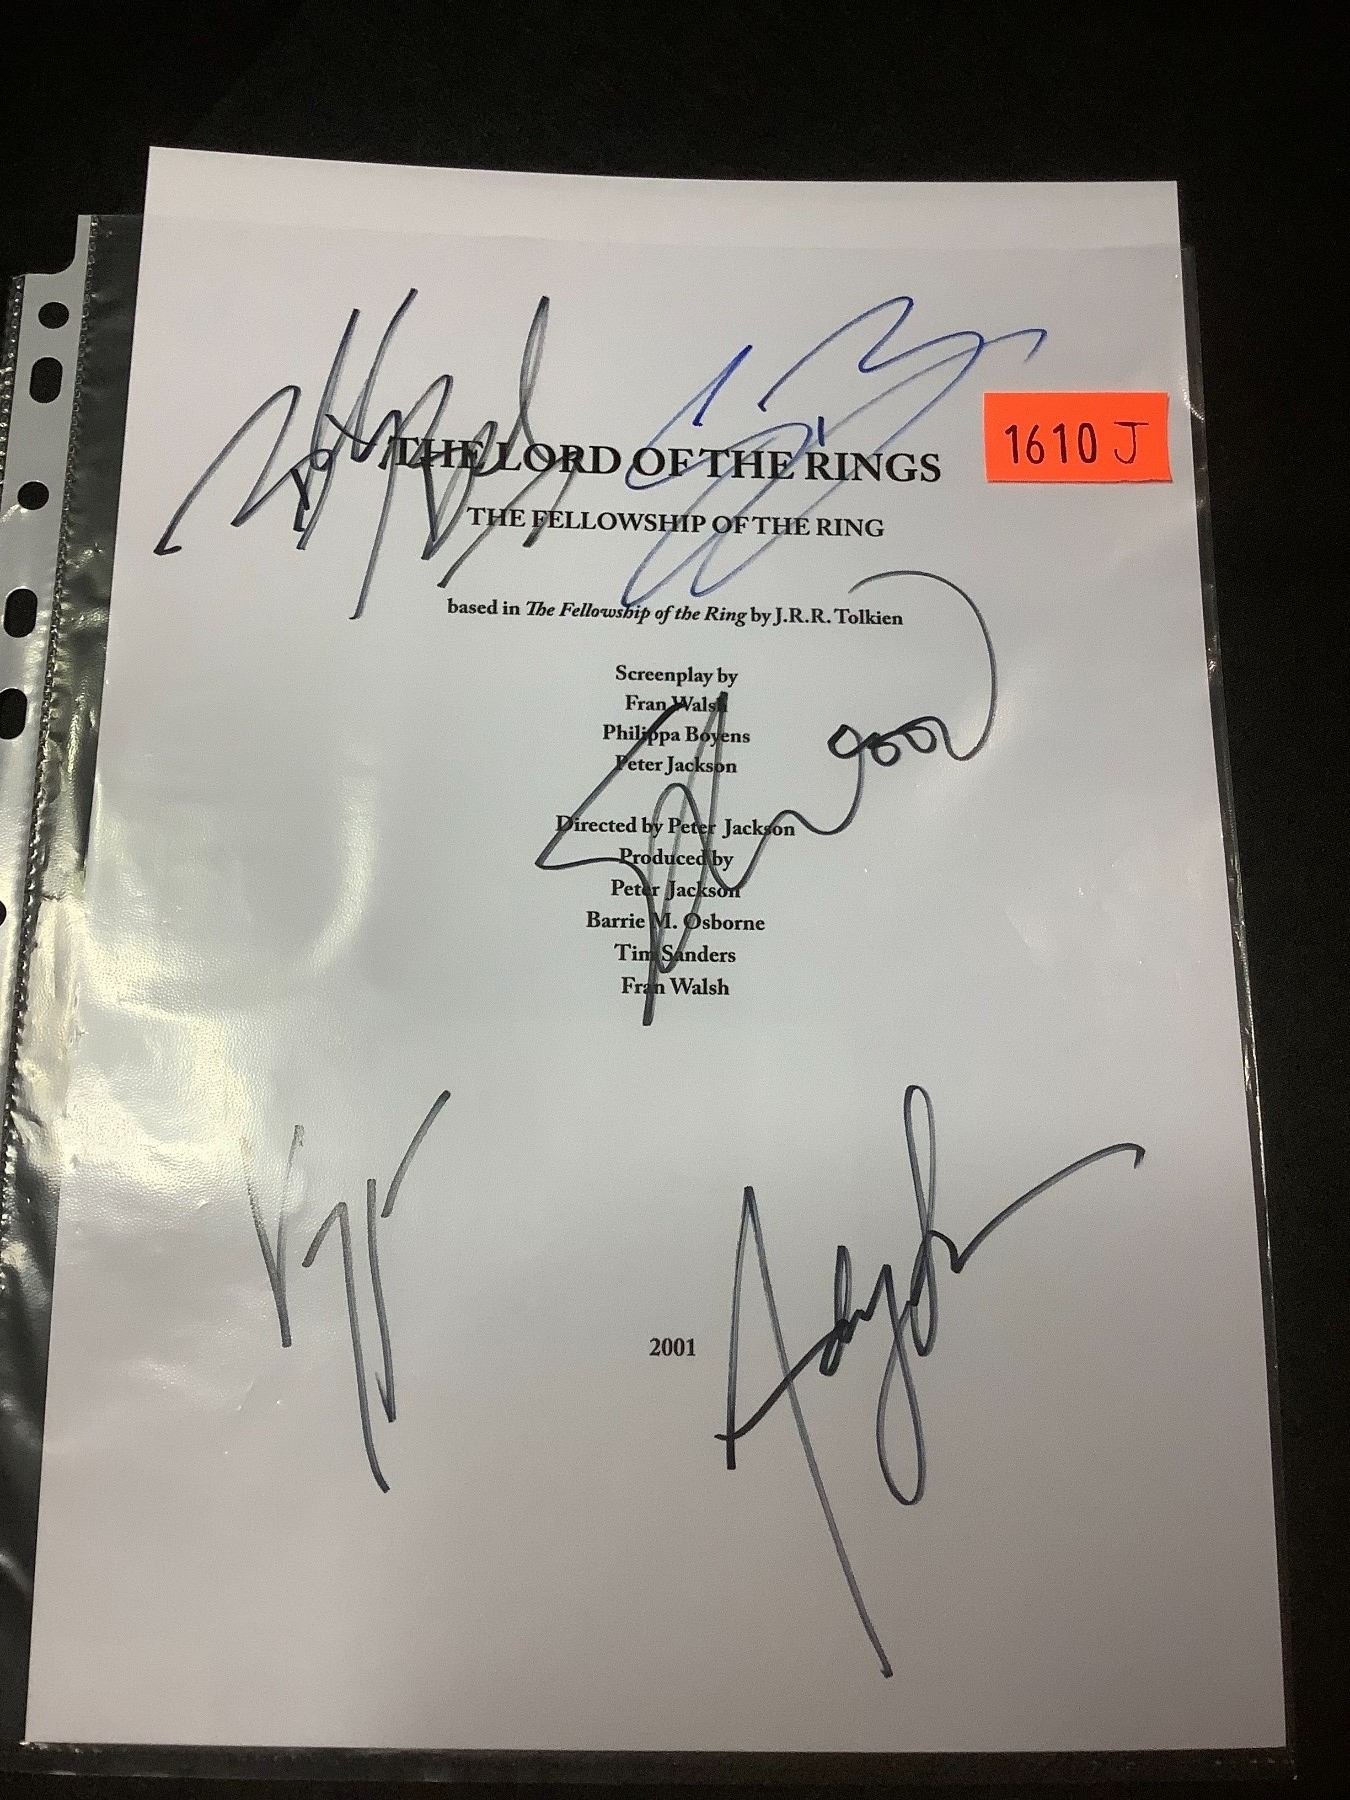 THE LORD OF THE RINGS
1610 J
THE FELLOWSHIP OF THE RING
based in The Fellowship of the Ring by J.R.R. Tolkien
Screenplay by
Fran Walsh
Philippa Boyens
Peter Jackson
Directed by Peter Jackson
Produced by
Peter Jackson
Barrie M. Osborne
Tim Sanders
Fran Walsh
2001